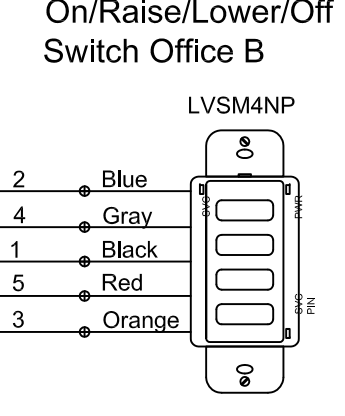 On/Raise/Lower/Off
Switch Office B
LVSM4NP
2 Blue
4 Gray
1 Black
5 Red
3 Orange
SVC
PWR
SVC
PIN